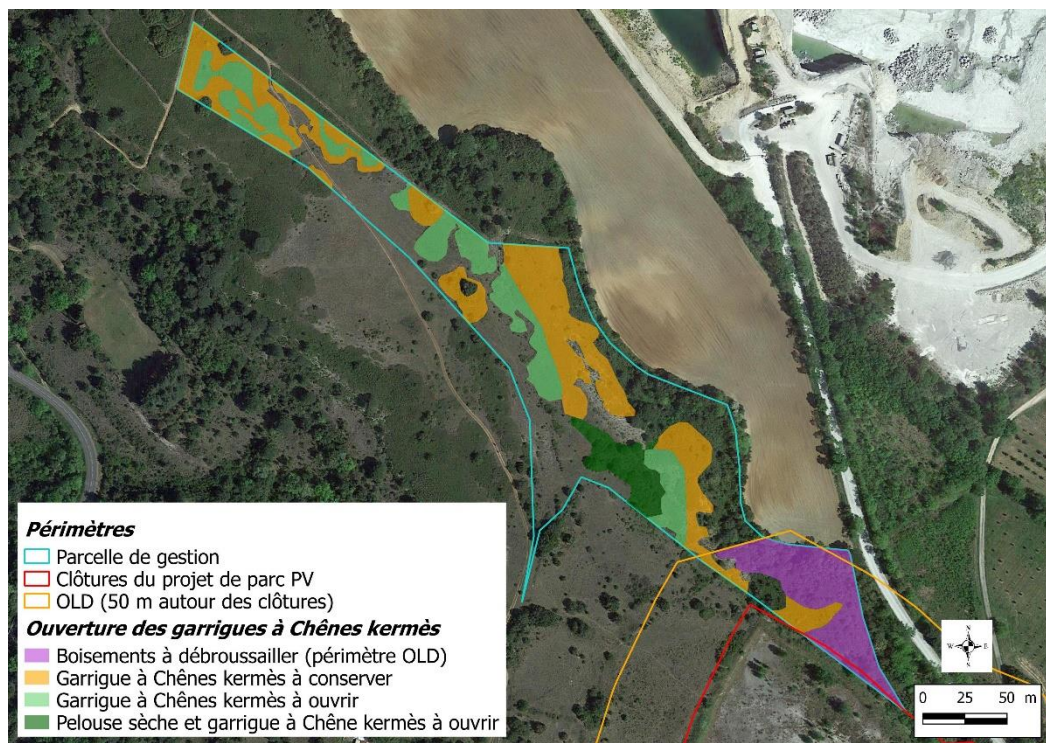 Périmètres
Parcelle de gestion
Clôtures du projet de parc PV
OLD (50 m autour des clôtures)
Ouverture des garrigues à Chênes kermès
Boisements à débroussailler (périmètre OLD)
Garrigue à Chênes kermès à conserver
Garrigue à Chênes kermès à ouvrir
Pelouse sèche et garrigue à Chêne kermès à ouvrir
N
W E
S
0 25 50 m